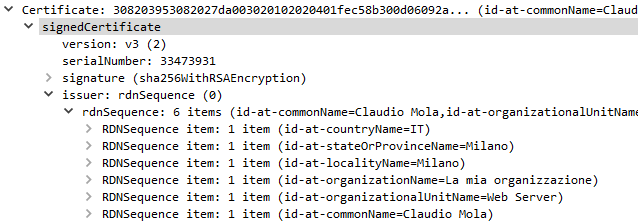 Certificate: 308203953082027da003020102020401fec58b300d06092a... (id-at-commonName=Claud
signedCertificate
version: v3 (2)
serialNumber: 33473931
signature (sha256WithRSAEncryption)
issuer: rdnSequence (0)
rdnSequence: 6 items (id-at-commonName=Claudio Mola,id-at-organizationalUnitName
RDNSequence item: 1 item (id-at-countryName=IT)
RDNSequence item: 1 item (id-at-stateOrProvinceName=Milano)
RDNSequence item: 1 item (id-at-localityName=Milano)
RDNSequence item: 1 item (id-at-organizationName=La mia organizzazione)
RDNSequence item: 1 item (id-at-organizationalUnitName=Web Server)
RDNSequence item: 1 item (id-at-commonName=Claudio Mola)